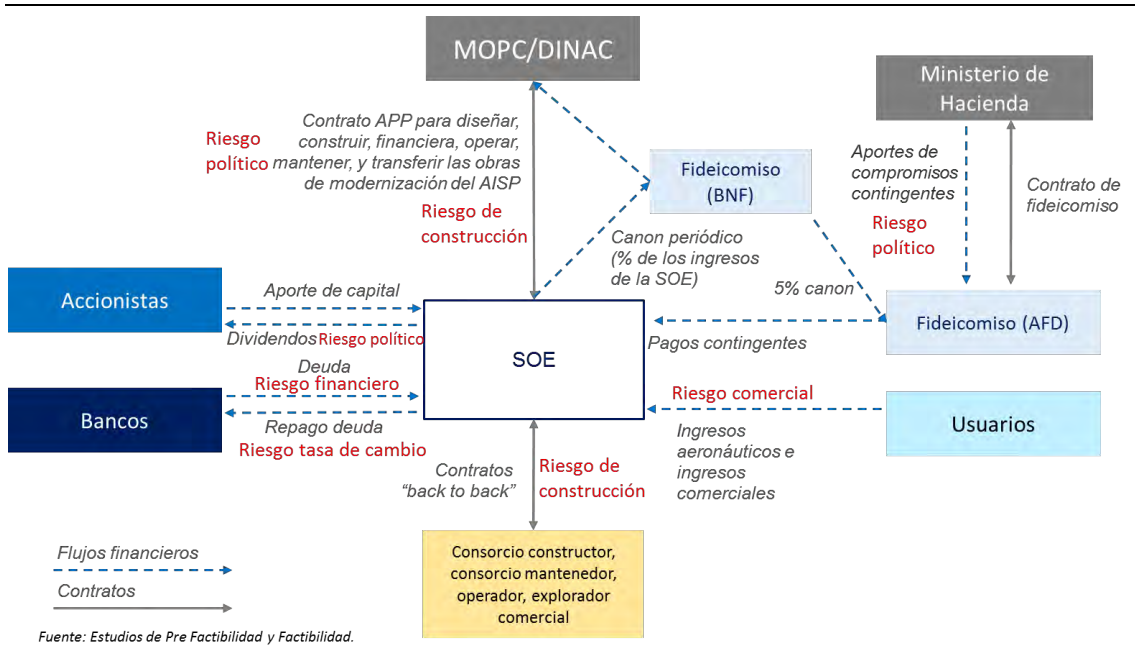 MOPC/DINAC
Ministerio de
Hacienda
Riesgo
político
Contrato APP para diseñar,
construir, financiera, operar,
mantener, y transferir las obras
de modernización del AISP
Riesgo de
construcción
Fideicomiso
(BNF)
Aportes de
compromisos
contingentes
Riesgo
político
Contrato de
fideicomiso
Canon periódico
(% de los ingresos
de la SOE)
5% canon
Accionistas
Aporte de capital
Dividendos Riesgo político
SOE
Pagos contingentes
Fideicomiso (AFD)
Bancos
Deuda
Riesgo financiero
Repago deuda
Riesgo tasa de cambio
Riesgo comercial
Ingresos
aeronáuticos e
ingresos
comerciales
Usuarios
Contratos
“back to back”
Riesgo de
construcción
Consorcio constructor,
consorcio mantenedor,
operador, explorador
comercial
Flujos financieros
Contratos
Fuente: Estudios de Pre Factibilidad y Factibilidad.